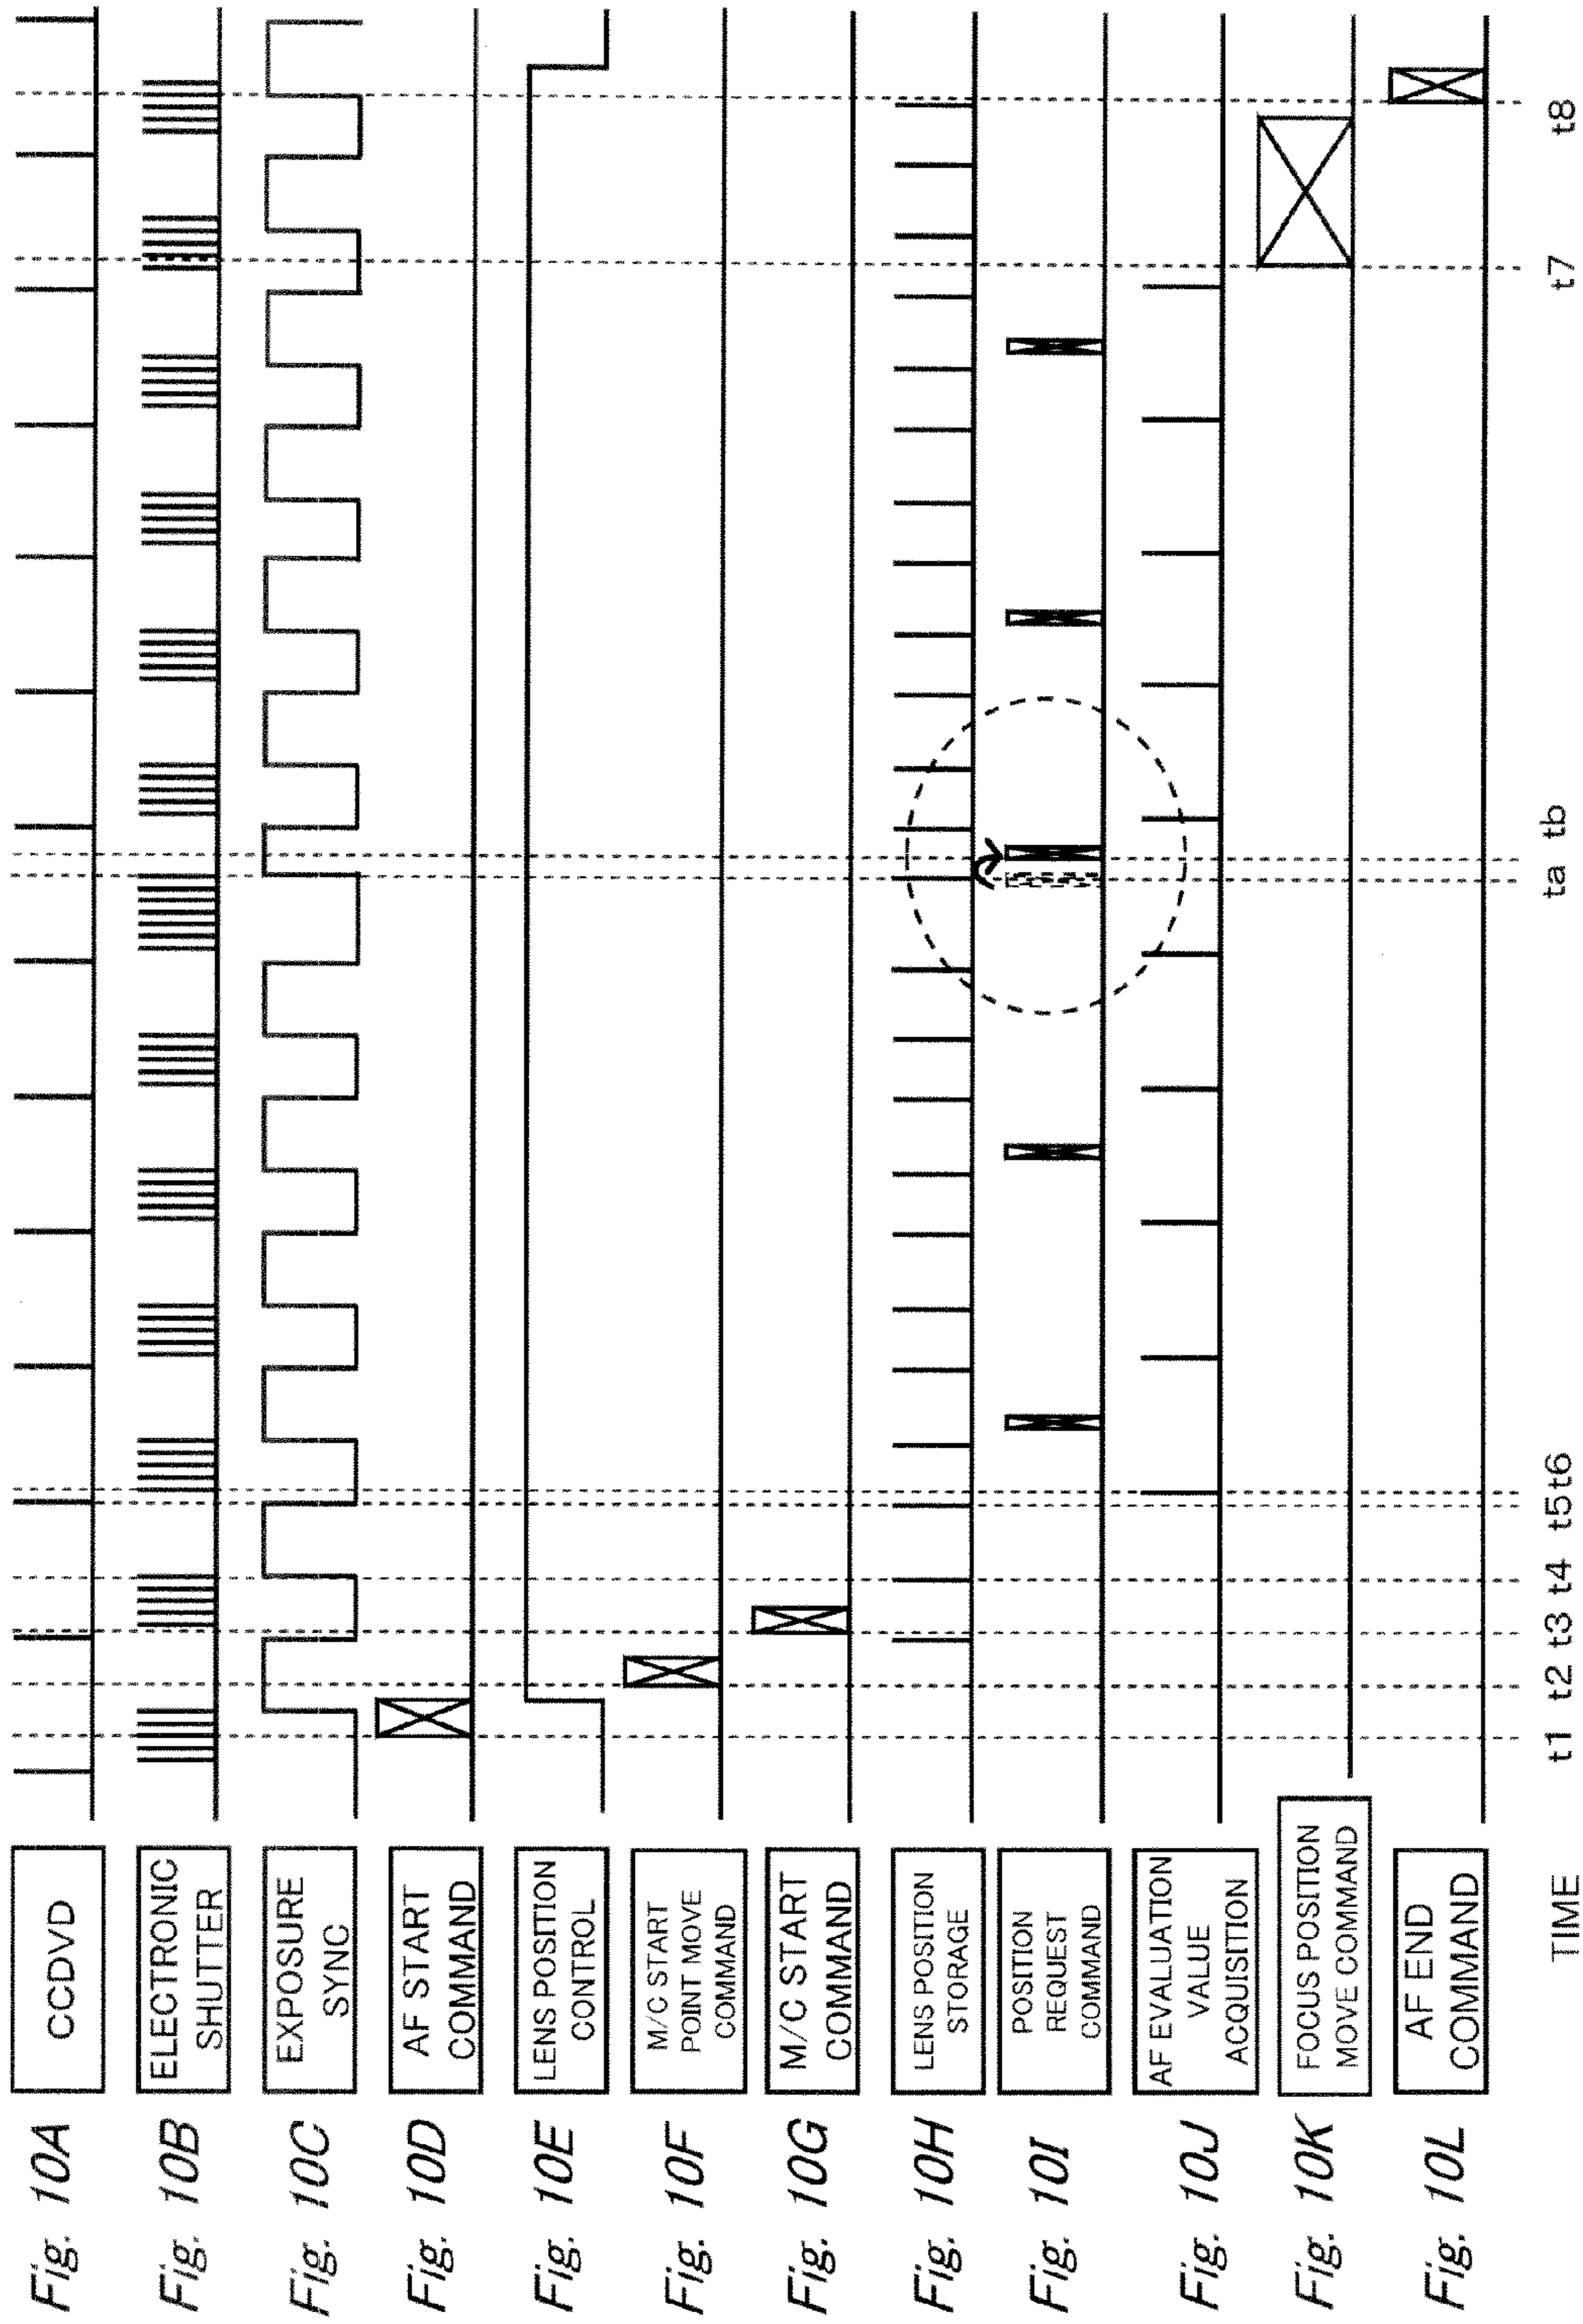 Fig. 10A
CCDVD
Fig. 10B
ELECTRONIC
SHUTTER
Fig. 10C
EXPOSURE
SYNC
Fig. 10D
AF START
COMMAND
Fig. 10E
LENS POSITION
CONTROL
Fig. 10F
M/C START
POINT MOVE
COMMAND
Fig. 10G
M/C START
COMMAND
Fig. 10H
LENS POSITION
STORAGE
Fig. 10I
POSITION
REQUEST
COMMAND
Fig. 10J
AF EVALUATION
VALUE
ACQUISITION
Fig. 10K
FOCUS POSITION
MOVE COMMAND
Fig. 10L
AF END
COMMAND
TIME t1 t2 t3 t4 t5 t6 ta tb t7 t8